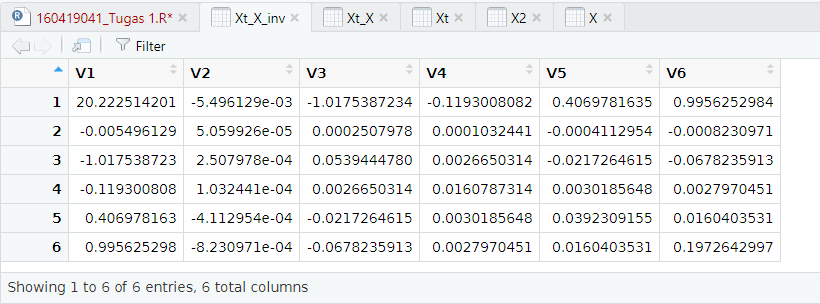 160419041_Tugas 1.R* Xt_X_inv Xt_X Xt X2 X
Filter
V1 V2 V3 V4 V5 V6
1 20.222514201 -5.496129e-03 -1.0175387234 -0.1193008082 0.4069781635 0.9956252984
2 -0.005496129 5.059926e-05 0.0002507978 0.0001032441 -0.0004112954 -0.0008230971
3 -1.017538723 2.507978e-04 0.0539444780 0.0026650314 -0.0217264615 -0.0678235913
4 -0.119300808 1.032441e-04 0.0026650314 0.0160787314 0.0030185648 0.0027970451
5 0.406978163 -4.112954e-04 -0.0217264615 0.0030185648 0.0392309155 0.0160403531
6 0.995625298 -8.230971e-04 -0.0678235913 0.0027970451 0.0160403531 0.1972642997
Showing 1 to 6 of 6 entries, 6 total columns